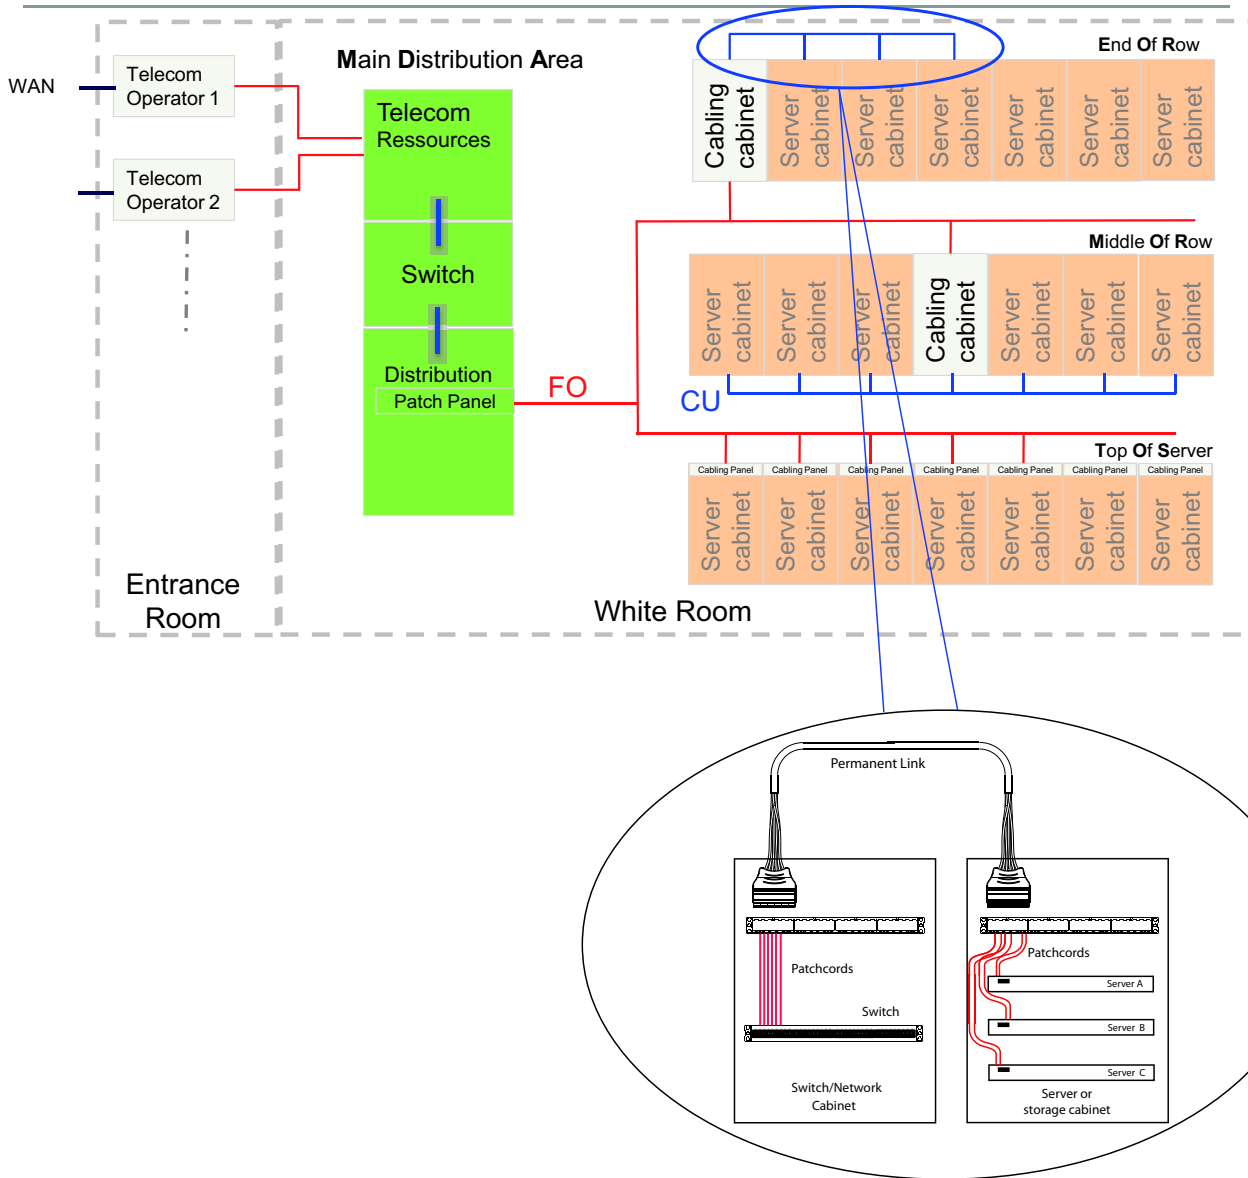 WAN
Telecom
Operator 1
Telecom
Operator 2
Entrance
Room
Main Distribution Area
Telecom
Ressources
Switch
Distribution
Patch Panel
FO
CU
White Room
End Of Row
Cabling
cabinet
Server
cabinet
Server
cabinet
Server
cabinet
Server
cabinet
Server
cabinet
Server
cabinet
Middle Of Row
Server
cabinet
Server
cabinet
Server
cabinet
Cabling
cabinet
Server
cabinet
Server
cabinet
Server
cabinet
Top Of Server
Cabling Panel
Cabling Panel
Cabling Panel
Cabling Panel
Cabling Panel
Cabling Panel
Cabling Panel
Server
cabinet
Server
cabinet
Server
cabinet
Server
cabinet
Server
cabinet
Server
cabinet
Server
cabinet
Permanent Link
Patchcords
Switch
Switch/Network
Cabinet
Patchcords
Server A
Server B
Server C
Server or
storage cabinet